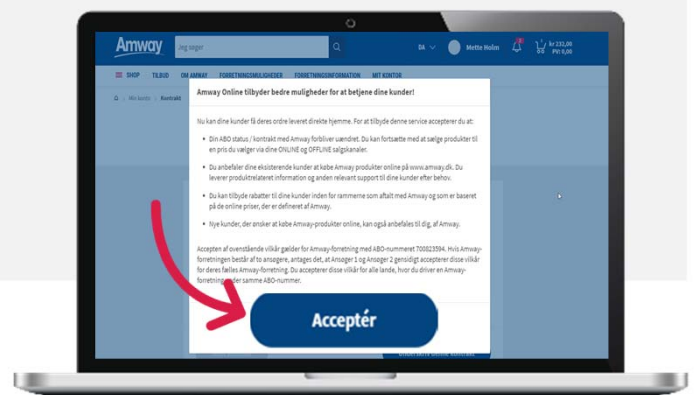 Amway
Jeg søger
DA
Mette Holm
kr 232,00
PV: 0,00
SHOP TILBUD OM AMWAY FORRETNINGSMULIGHEDER FORRETNINGSINFORMATION MIT KONTOR
Min konto Kontrakt
Amway Online tilbyder bedre muligheder for at betjene dine kunder!
Nu kan dine kunder få deres ordre leveret direkte hjemme. For at tilbyde denne service accepterer du at:
• Din ABO status / kontrakt med Amway forbliver uændret. Du kan fortsætte med at sælge produkter til
en pris du vælger via dine ONLINE og OFFLINE salgskanaler.
• Du anbefaler dine eksisterende kunder at købe Amway produkter online på www.amway.dk. Du
leverer produktrelateret information og anden relevant support til dine kunder efter behov.
• Du kan tilbyde rabatter til dine kunder inden for rammerne som aftalt med Amway og som er baseret
på de online priser, der er defineret af Amway.
• Nye kunder, der ønsker at købe Amway-produkter online, kan også anbefales til dig, af Amway.
Accepten af ovenstående vilkår gælder for Amway-forretning med ABO-nummeret 700823594. Hvis Amway-
forretningen består af to ansøgere, antages det, at Ansøger 1 og Ansøger 2 gensidigt accepterer disse vilkår
for deres fælles Amway-forretning. Du accepterer disse vilkår for alle lande, hvor du driver en Amway-
forretning under samme ABO-nummer.
Acceptér